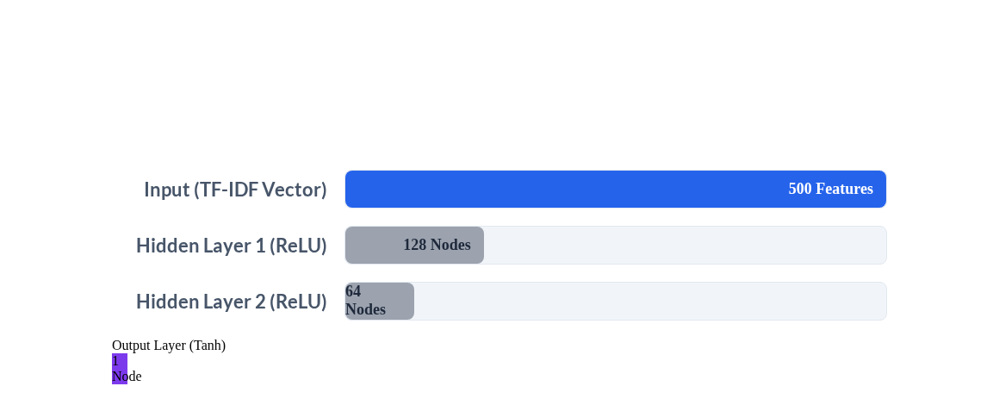 Input (TF-IDF Vector)
500 Features
Hidden Layer 1 (ReLU)
128 Nodes
Hidden Layer 2 (ReLU)
64
Nodes
Output Layer (Tanh)
1
Node